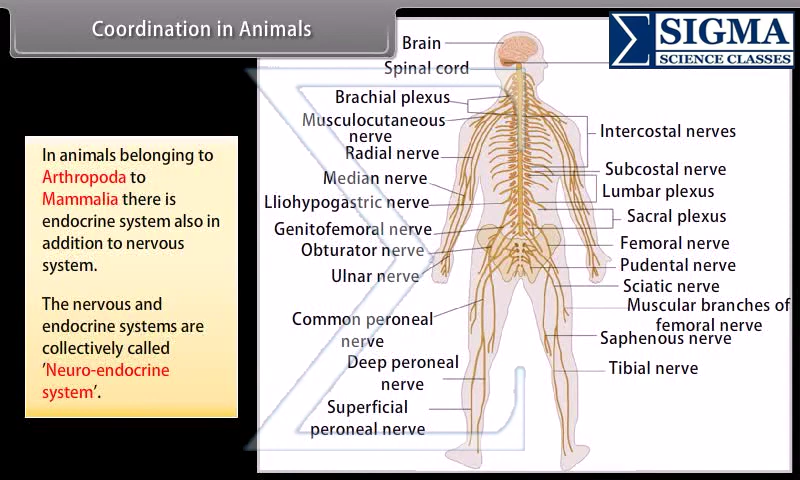 Coordination in Animals
SIGMA
SCIENCE CLASSES
In animals belonging to
Arthropoda to
Mammalia there is
endocrine system also in
addition to nervous
system.
The nervous and
endocrine systems are
collectively called
'Neuro-endocrine
system'.
Brain
Spinal cord
Brachial plexus
Musculocutaneous
nerve
Radial nerve
Median nerve
Lliohypogastric nerve
Genitofemoral nerve
Obturator nerve
Ulnar nerve
Common peroneal
nerve
Deep peroneal
nerve
Superficial
peroneal nerve
Intercostal nerves
Subcostal nerve
Lumbar plexus
Sacral plexus
Femoral nerve
Pudental nerve
Sciatic nerve
Muscular branches of
femoral nerve
Saphenous nerve
Tibial nerve